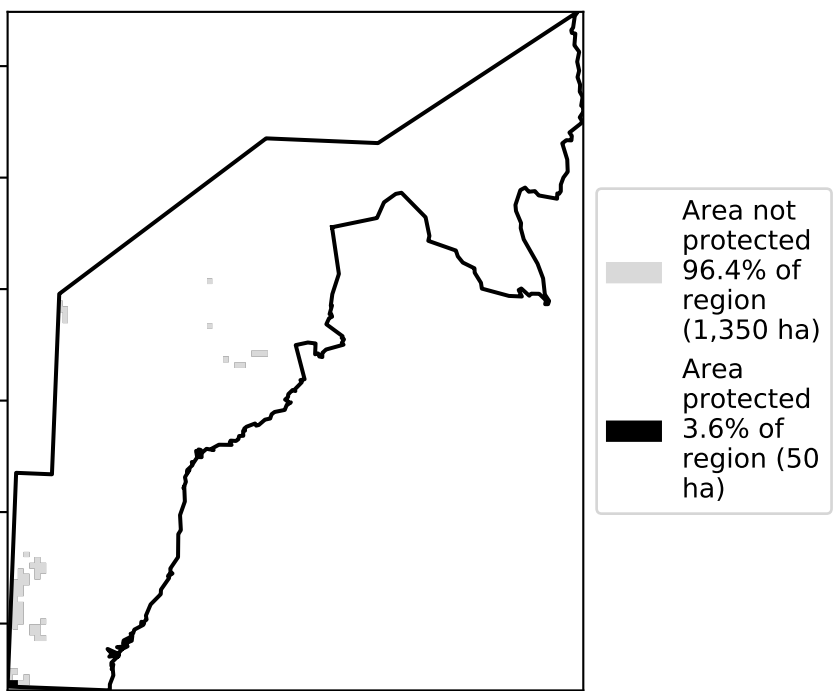 Area not
protected
96.4% of
region
(1,350 ha)
Area
protected
3.6% of
region (50
ha)